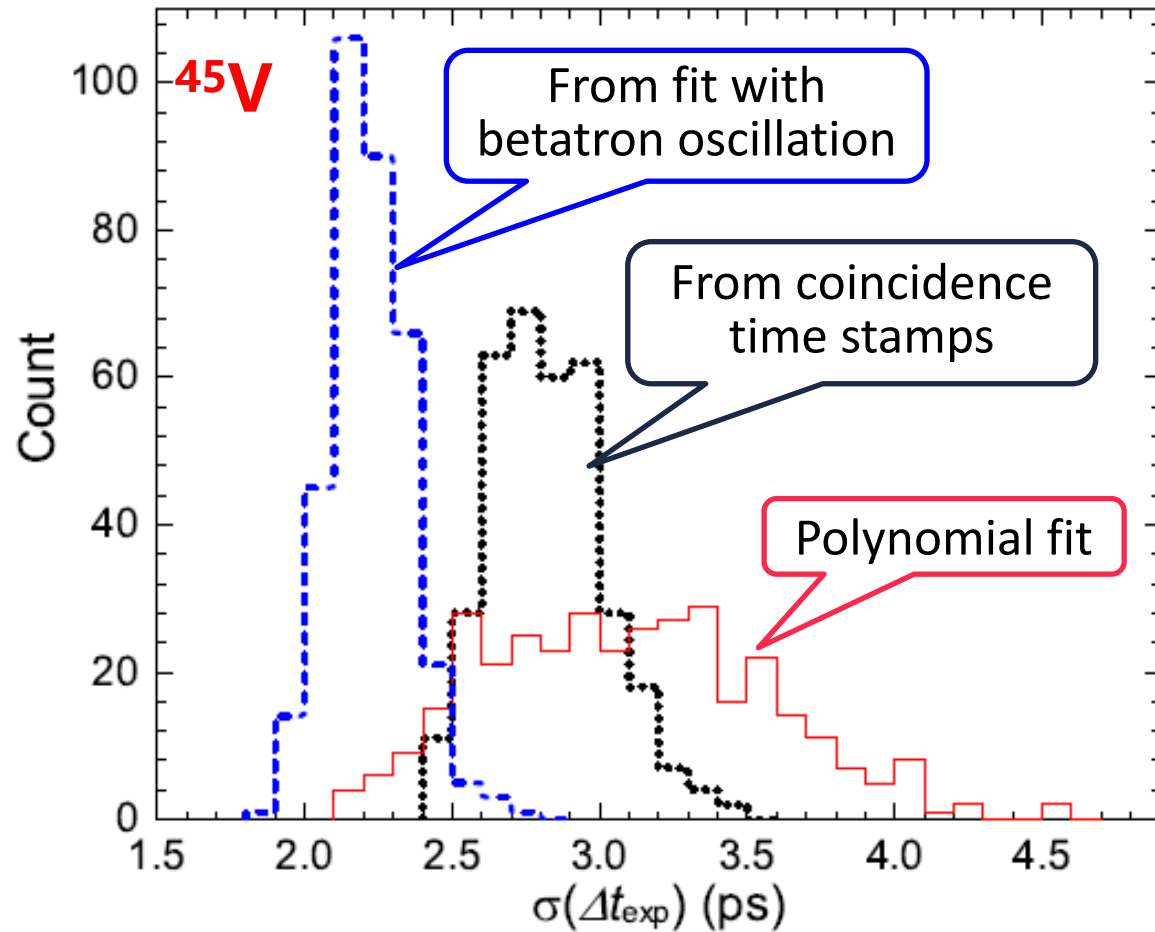 ⁴⁵V
From fit with
betatron oscillation
From coincidence
time stamps
Polynomial fit
Count
100
80
60
40
20
0
1.5 2.0 2.5 3.0 3.5 4.0 4.5
σ(Δt_exp) (ps)